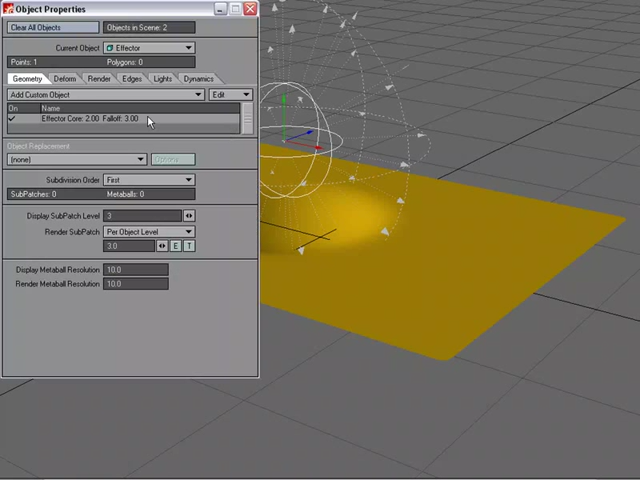 Object Properties
Clear All Objects Objects in Scene: 2
Current Object Effector
Points: 1 Polygons: 0
Geometry Deform Render Edges Lights Dynamics
Add Custom Object Edit
On Name
Effector Core: 2.00 Falloff: 3.00
Object Replacement
(none) Options
Subdivision Order First
SubPatches: 0 Metaballs: 0
Display SubPatch Level 3
Render SubPatch Per Object Level
3.0 E T
Display Metaball Resolution 10.0
Render Metaball Resolution 10.0